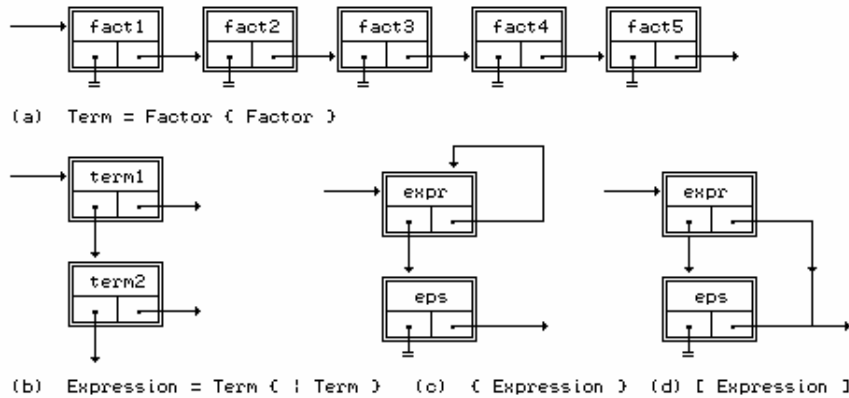 fact1 fact2 fact3 fact4 fact5
(a) Term = Factor { Factor }
term1 expr expr
term2 eps eps
(b) Expression = Term { ¦ Term } (c) { Expression } (d) [ Expression ]